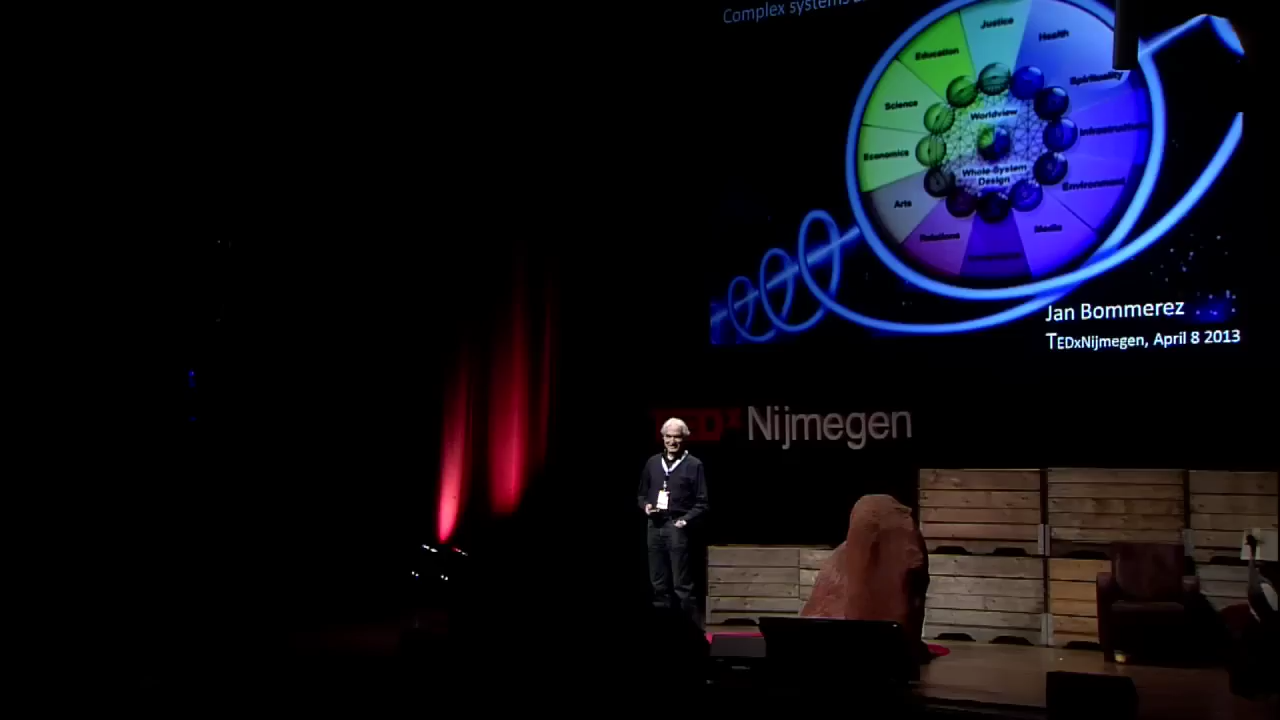 Complex systems
Justice
Health
Education
Spirituality
Science
Worldview
Infrastructure
Economics
Whole-System
Design
Environment
Arts
Relations
Media
Jan Bommerez
TEDxNijmegen, April 8 2013
TEDx Nijmegen